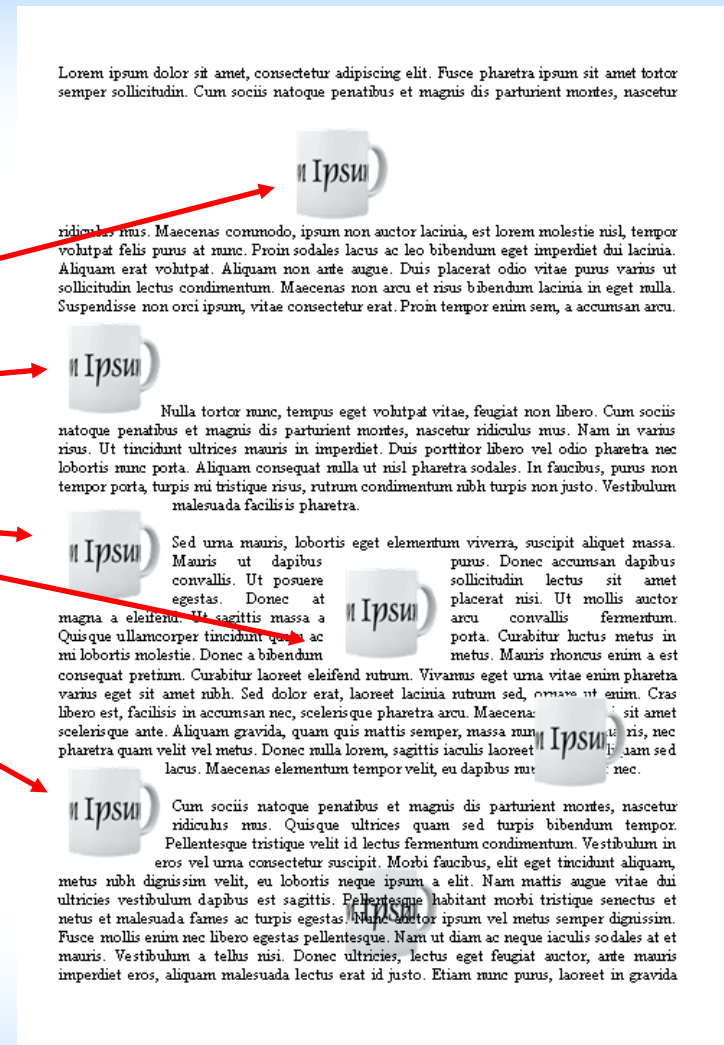 Lorem ipsum dolor sit amet, consectetur adipiscing elit. Fusce pharetra ipsum sit amet tortor
semper sollicitudin. Cum sociis natoque penatibus et magnis dis parturient montes, nascetur
n Ipsu
ridiculus mus. Maecenas commodo, ipsum non auctor lacinia, est lorem molestie nisl, tempor
volutpat felis purus at nunc. Proin sodales lacus ac leo bibendum eget imperdiet dui lacinia.
Aliquam erat volutpat. Aliquam non ante augue. Duis placerat odio vitae purus varius ut
sollicitudin lectus condimentum. Maecenas non arcu et risus bibendum lacinia in eget nulla.
Suspendisse non orci ipsum, vitae consectetur erat. Proin tempor enim sem, a accumsan arcu.
n Ipsu
Nulla tortor nunc, tempus eget volutpat vitae, feugiat non libero. Cum sociis
natoque penatibus et magnis dis parturient montes, nascetur ridiculus mus. Nam in varius
risus. Ut tincidunt ultrices mauris in imperdiet. Duis porttitor libero vel odio pharetra nec
lobortis nunc porta. Aliquam consequat nulla ut nisl pharetra sodales. In faucibus, purus non
tempor porta, turpis mi tristique risus, rutrum condimentum nibh turpis non justo. Vestibulum
malesuada facilisis pharetra.
n Ipsu
Sed urna mauris, lobortis eget elementum viverra, suscipit aliquet massa.
Mauris ut dapibus purus. Donec accumsan dapibus
convallis. Ut posuere sollicitudin lectus sit amet
egestas. Donec at placerat nisi. Ut mollis auctor
n Ipsu
magna a eleifend. Ut sagittis massa a arcu convallis fermentum.
Quisque ullamcorper tincidunt quam ac porta. Curabitur luctus metus in
mi lobortis molestie. Donec a bibendum metus. Mauris rhoncus enim a est
consequat pretium. Curabitur laoreet eleifend rutrum. Vivamus eget urna vitae enim pharetra
varius eget sit amet nibh. Sed dolor erat, laoreet lacinia rutrum sed, ornare ut enim. Cras
libero est, facilisis in accumsan nec, scelerisque pharetra arcu. Maecenas sit amet
scelerisque ante. Aliquam gravida, quam quis mattis semper, massa nec
n Ipsu
pharetra quam velit vel metus. Donec nulla lorem, sagittis iaculis laoreet sed
lacus. Maecenas elementum tempor velit, eu dapibus nec.
n Ipsu
Cum sociis natoque penatibus et magnis dis parturient montes, nascetur
ridiculus mus. Quisque ultrices quam sed turpis bibendum tempor.
Pellentesque tristique velit id lectus fermentum condimentum. Vestibulum in
eros vel urna consectetur suscipit. Morbi faucibus, elit eget tincidunt aliquam,
metus nibh dignissim velit, eu lobortis neque ipsum a elit. Nam mattis augue vitae dui
ultricies vestibulum dapibus est sagittis. Pellentesque habitant morbi tristique senectus et
n Ipsu
netus et malesuada fames ac turpis egestas. Nunc auctor ipsum vel metus semper dignissim.
Fusce mollis enim nec libero egestas pellentesque. Nam ut diam ac neque iaculis sodales at et
mauris. Vestibulum a tellus nisi. Donec ultricies, lectus eget feugiat auctor, ante mauris
imperdiet eros, aliquam malesuada lectus erat id justo. Etiam nunc purus, laoreet in gravida